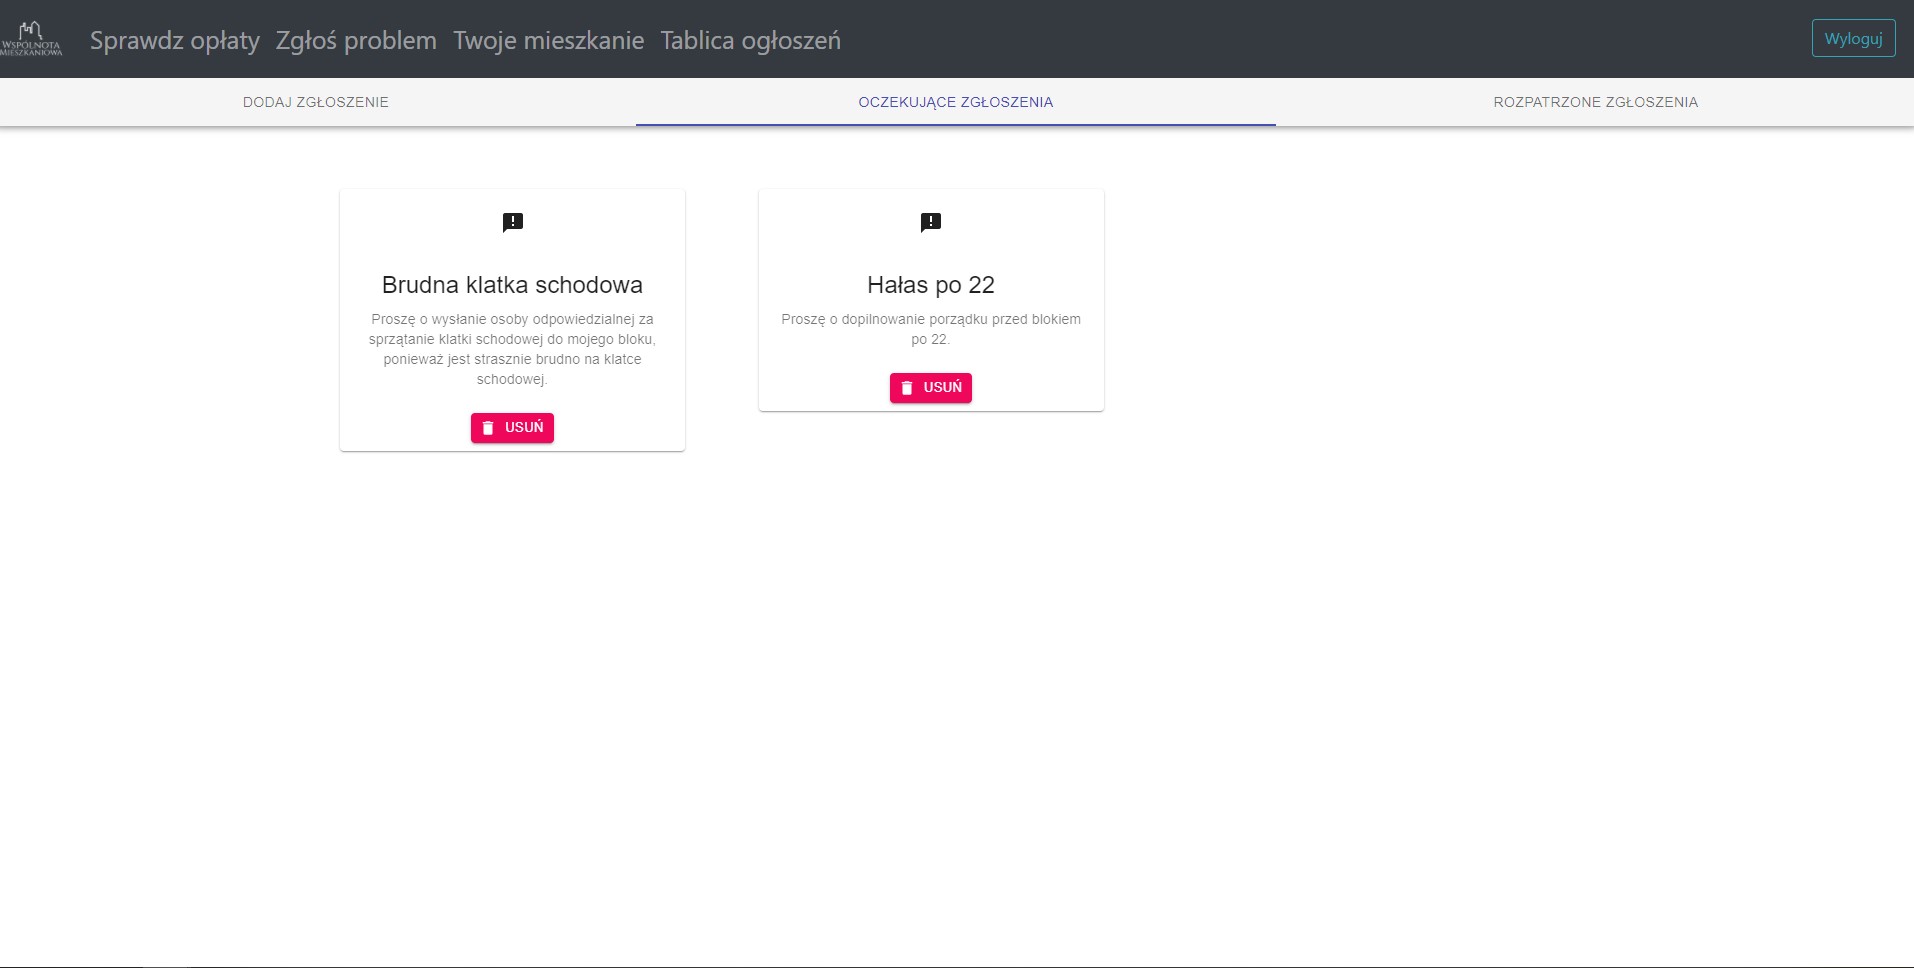 WSPÓLNOTA
MIESZKANIOWA
Sprawdz opłaty Zgłoś problem Twoje mieszkanie Tablica ogłoszeń
Wyloguj
DODAJ ZGŁOSZENIE
OCZEKUJĄCE ZGŁOSZENIA
ROZPATRZONE ZGŁOSZENIA
Brudna klatka schodowa
Proszę o wysłanie osoby odpowiedzialnej za
sprzątanie klatki schodowej do mojego bloku,
ponieważ jest strasznie brudno na klatce
schodowej.
USUŃ
Hałas po 22
Proszę o dopilnowanie porządku przed blokiem
po 22.
USUŃ